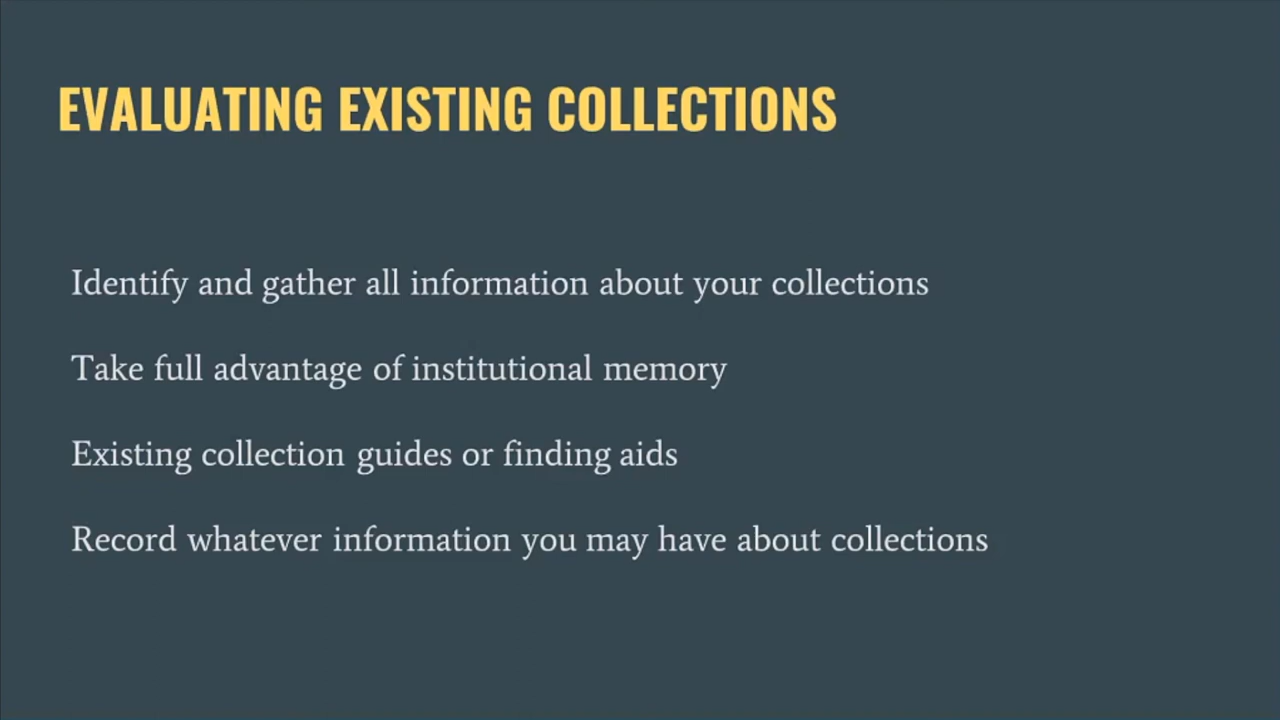 EVALUATING EXISTING COLLECTIONS
Identify and gather all information about your collections
Take full advantage of institutional memory
Existing collection guides or finding aids
Record whatever information you may have about collections